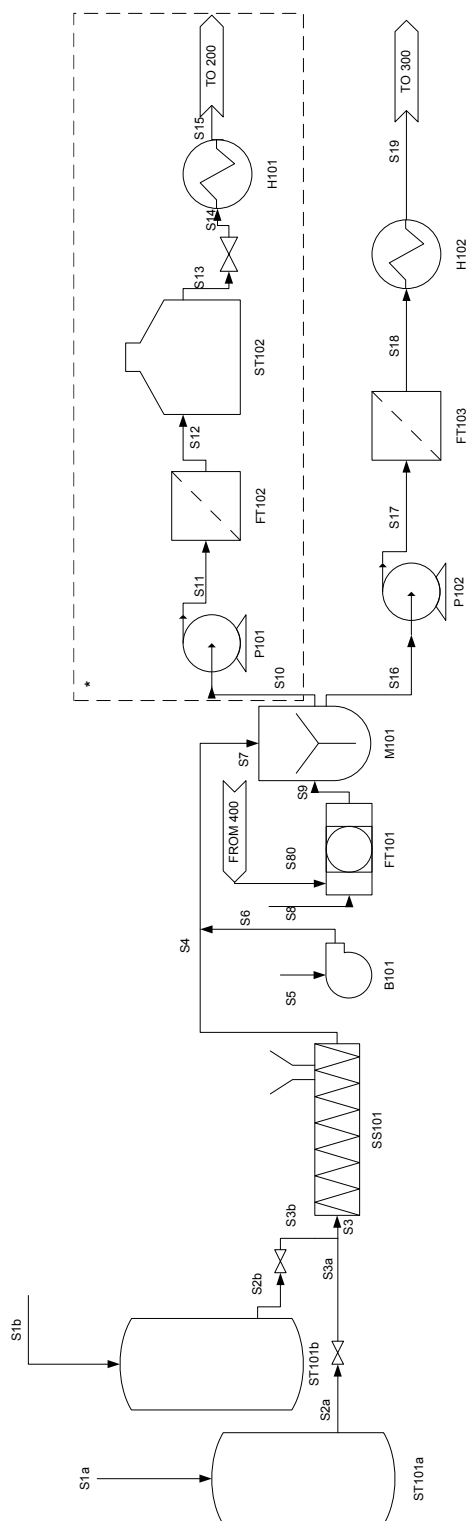 S1a
S1b
ST101a
ST101b
S2a
S2b
S3a
S3b
S3
SS101
S4
S5
B101
S6
S7
S8
S80
FROM 400
FT101
S9
M101
*
S10
P101
S11
FT102
S12
ST102
S13
S14
H101
S15
TO 200
S16
P102
S17
FT103
S18
H102
S19
TO 300